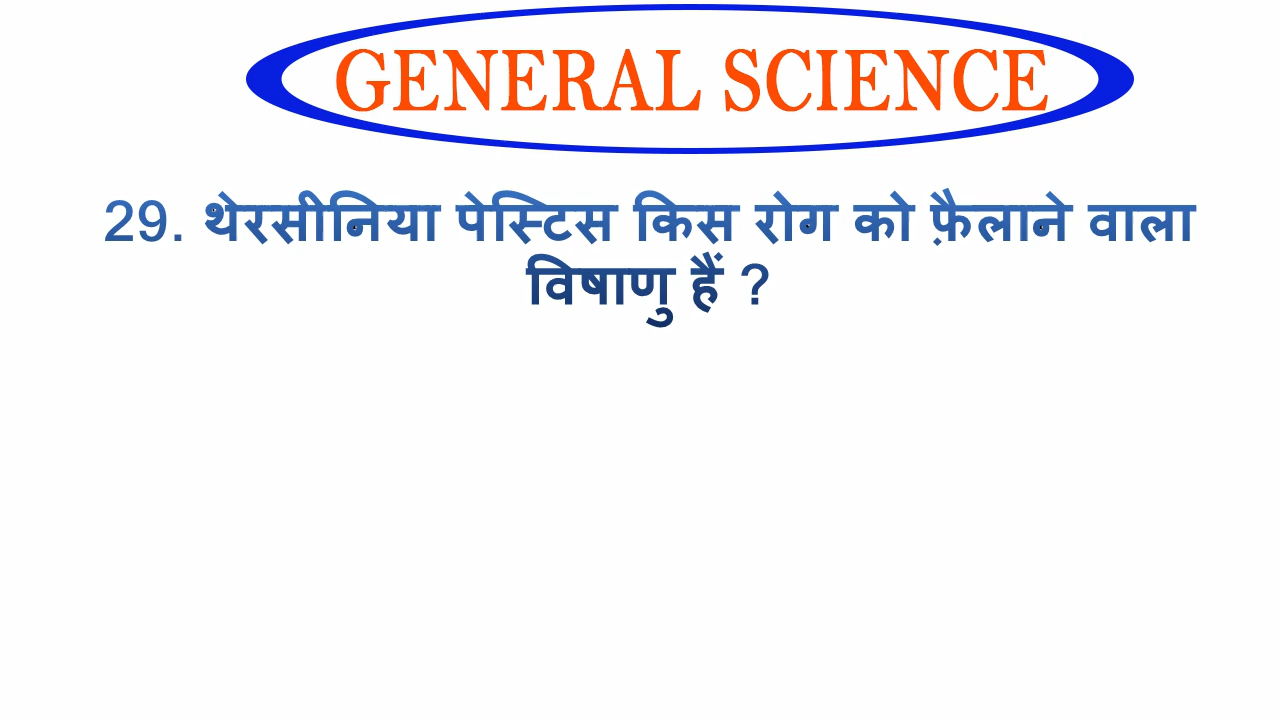 GENERAL SCIENCE
29. थेरसीनिया पेस्टिस किस रोग को फ़ैलाने वाला
विषाणु हैं ?